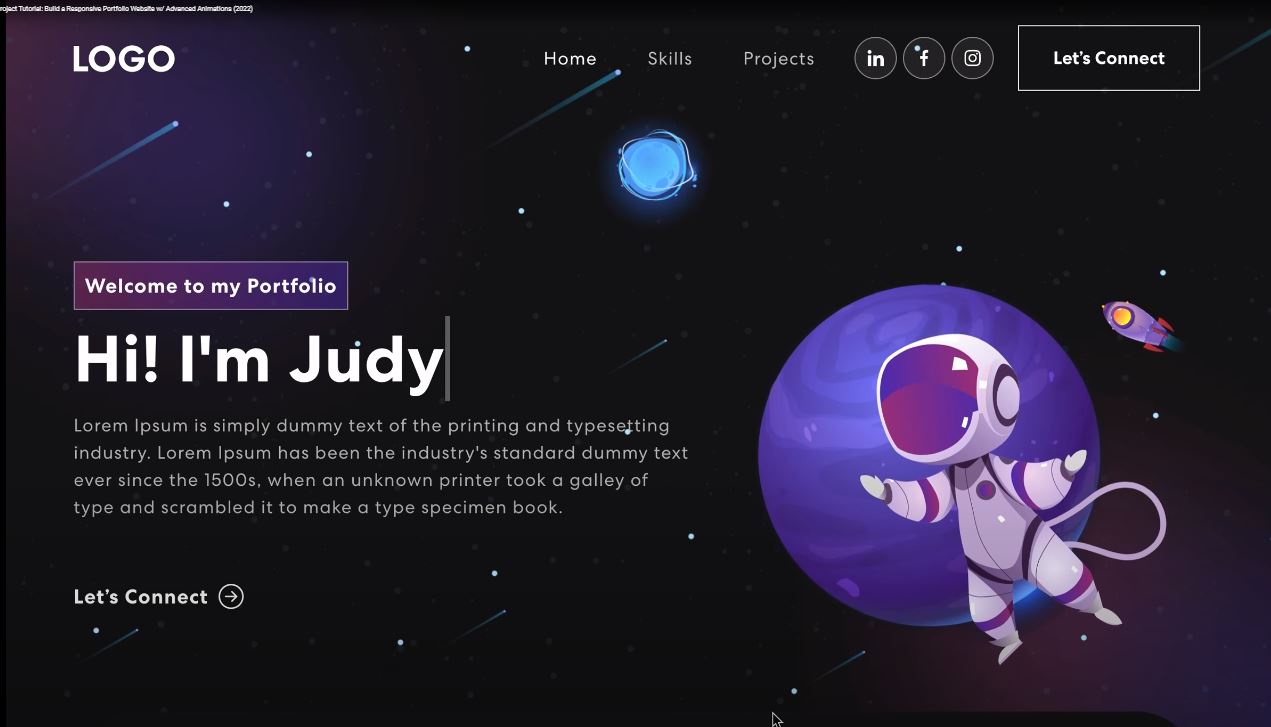 roject Tutorial: Build a Responsive Portfolio Website w/ Advanced Animations (2022)
LOGO
Home
Skills
Projects
in
f
Let's Connect
Welcome to my Portfolio
Hi! I'm Judy
Lorem Ipsum is simply dummy text of the printing and typesetting
industry. Lorem Ipsum has been the industry's standard dummy text
ever since the 1500s, when an unknown printer took a galley of
type and scrambled it to make a type specimen book.
Let's Connect